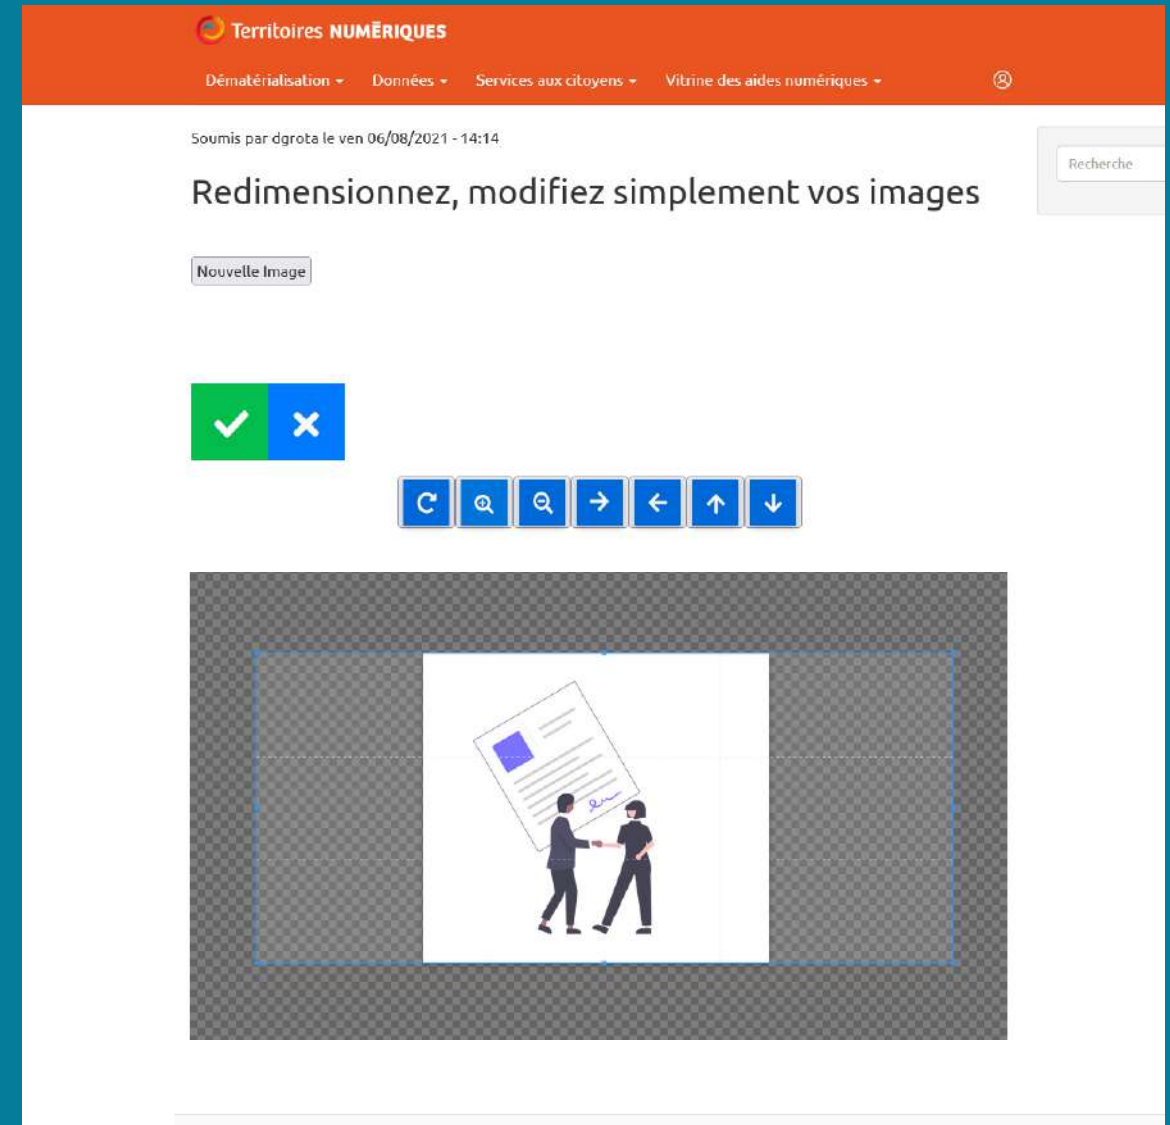 Territoires NUMĒRIQUES
Dématérialisation Données Services aux citoyens Vitrine des aides numériques
Soumis par dgrota le ven 06/08/2021 - 14:14
Recherche
Redimensionnez, modifiez simplement vos images
Nouvelle Image